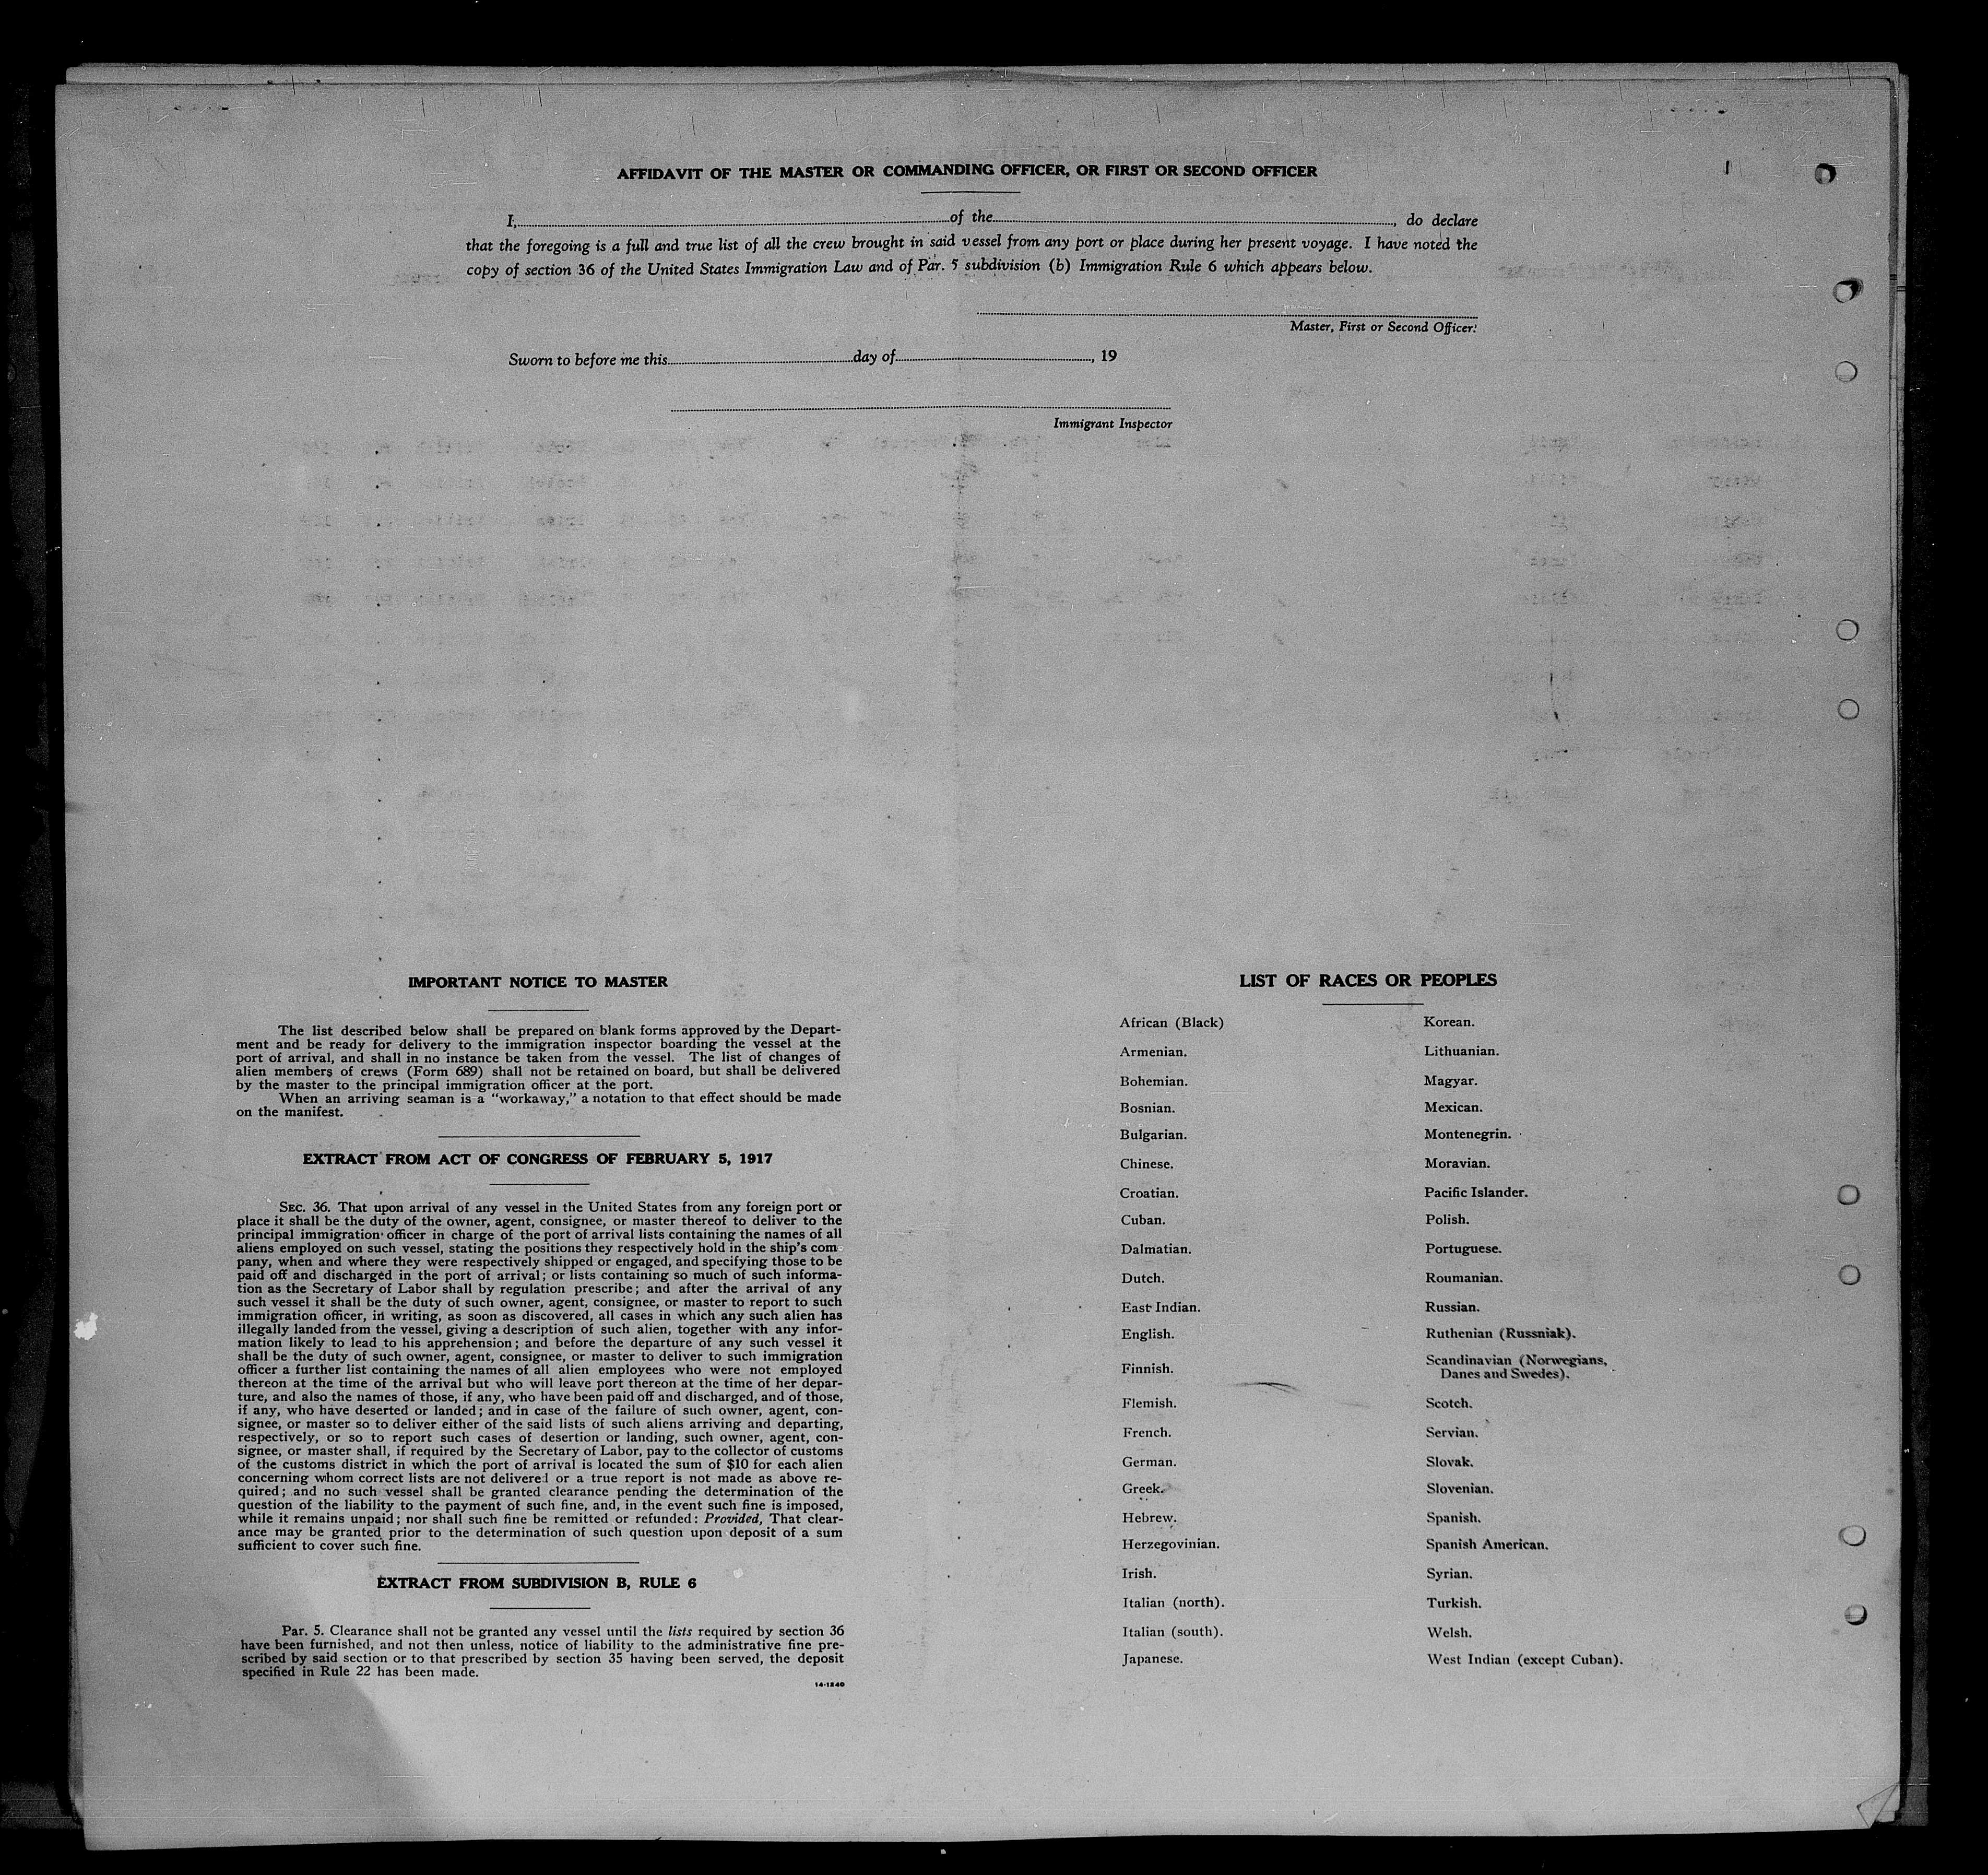 AFFIDAVIT OF THE MASTER OR COMMANDING OFFICER, OR FIRST OR SECOND OFFICER
I, of the , do declare
that the foregoing is a full and true list of all the crew brought in said vessel from any port or place during her present voyage. I have noted the
copy of section 36 of the United States Immigration Law and of Par. 5 subdivision (b) Immigration Rule 6 which appears below.
Master, First or Second Officer.
Sworn to before me this day of , 19
Immigrant Inspector
IMPORTANT NOTICE TO MASTER
The list described below shall be prepared on blank forms approved by the Depart-
ment and be ready for delivery to the immigration inspector boarding the vessel at the
port of arrival, and shall in no instance be taken from the vessel. The list of changes of
alien members of crews (Form 689) shall not be retained on board, but shall be delivered
by the master to the principal immigration officer at the port.
When an arriving seaman is a "workaway," a notation to that effect should be made
on the manifest.
EXTRACT FROM ACT OF CONGRESS OF FEBRUARY 5, 1917
SEC. 36. That upon arrival of any vessel in the United States from any foreign port or
place it shall be the duty of the owner, agent, consignee, or master thereof to deliver to the
principal immigration officer in charge of the port of arrival lists containing the names of all
aliens employed on such vessel, stating the positions they respectively hold in the ship's com
pany, when and where they were respectively shipped or engaged, and specifying those to be
paid off and discharged in the port of arrival; or lists containing so much of such informa-
tion as the Secretary of Labor shall by regulation prescribe; and after the arrival of any
such vessel it shall be the duty of such owner, agent, consignee, or master to report to such
immigration officer, in writing, as soon as discovered, all cases in which any such alien has
illegally landed from the vessel, giving a description of such alien, together with any infor-
mation likely to lead to his apprehension; and before the departure of any such vessel it
shall be the duty of such owner, agent, consignee, or master to deliver to such immigration
officer a further list containing the names of all alien employees who were not employed
thereon at the time of the arrival but who will leave port thereon at the time of her depar-
ture, and also the names of those, if any, who have been paid off and discharged, and of those,
if any, who have deserted or landed; and in case of the failure of such owner, agent, con-
signee, or master so to deliver either of the said lists of such aliens arriving and departing,
respectively, or so to report such cases of desertion or landing, such owner, agent, con-
signee, or master shall, if required by the Secretary of Labor, pay to the collector of customs
of the customs district in which the port of arrival is located the sum of $10 for each alien
concerning whom correct lists are not delivered or a true report is not made as above re-
quired; and no such vessel shall be granted clearance pending the determination of the
question of the liability to the payment of such fine, and, in the event such fine is imposed,
while it remains unpaid; nor shall such fine be remitted or refunded: Provided, That clear-
ance may be granted prior to the determination of such question upon deposit of a sum
sufficient to cover such fine.
EXTRACT FROM SUBDIVISION B, RULE 6
Par. 5. Clearance shall not be granted any vessel until the lists required by section 36
have been furnished, and not then unless, notice of liability to the administrative fine pre-
scribed by said section or to that prescribed by section 35 having been served, the deposit
specified in Rule 22 has been made.
14-1240
LIST OF RACES OR PEOPLES
African (Black)
Armenian.
Bohemian.
Bosnian.
Bulgarian.
Chinese.
Croatian.
Cuban.
Dalmatian.
Dutch.
East Indian.
English.
Finnish.
Flemish.
French.
German.
Greek.
Hebrew.
Herzegovinian.
Irish.
Italian (north).
Italian (south).
Japanese.
Korean.
Lithuanian.
Magyar.
Mexican.
Montenegrin.
Moravian.
Pacific Islander.
Polish.
Portuguese.
Roumanian.
Russian.
Ruthenian (Russniak).
Scandinavian (Norwegians,
Danes and Swedes).
Scotch.
Servian.
Slovak.
Slovenian.
Spanish.
Spanish American.
Syrian.
Turkish.
Welsh.
West Indian (except Cuban).